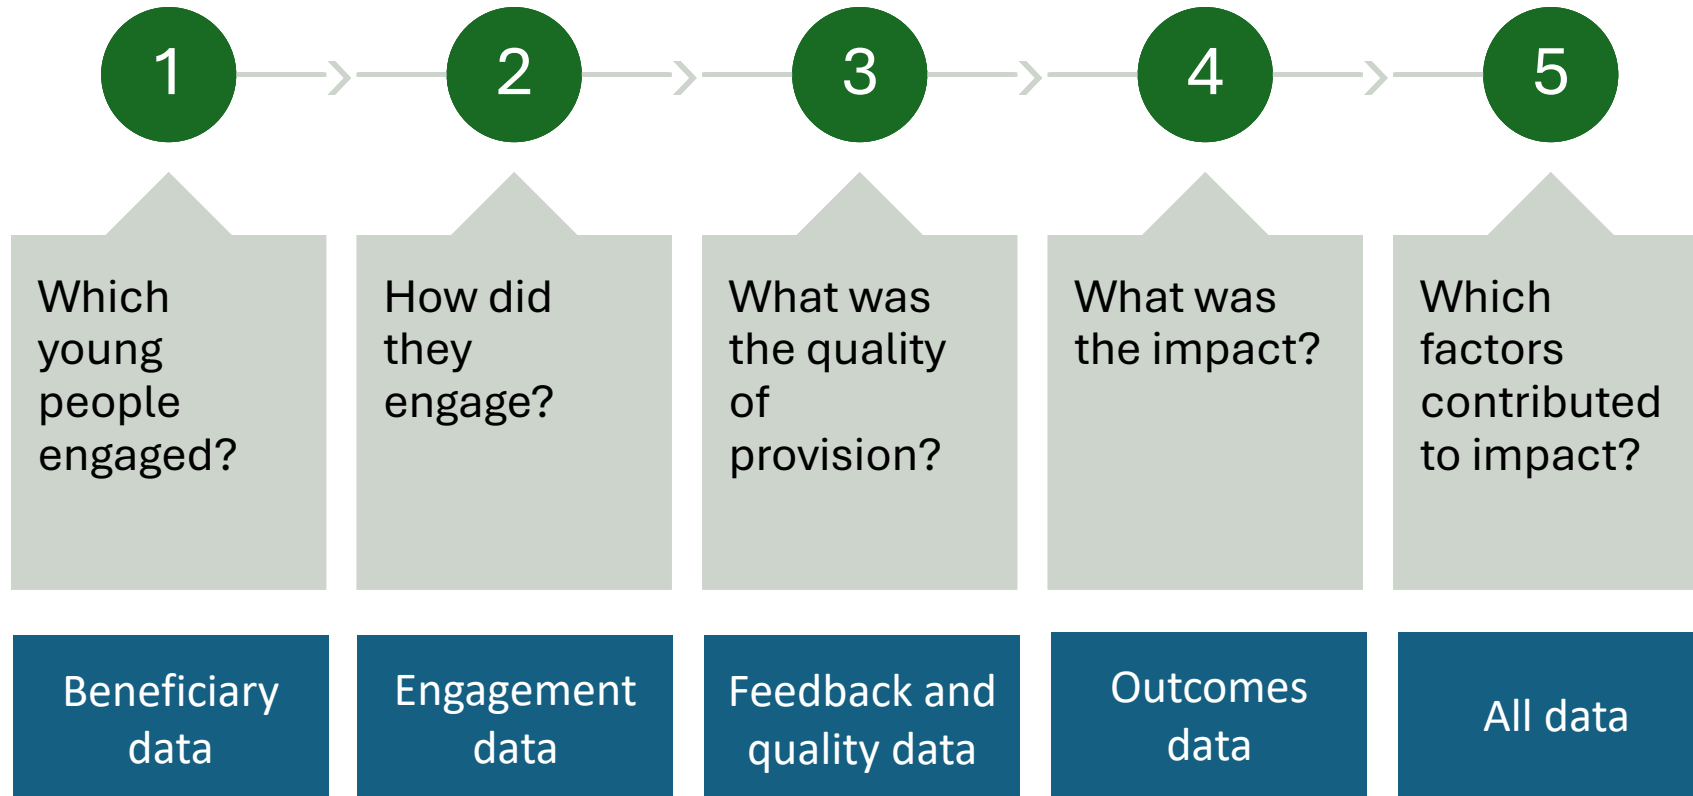 1
2
3
4
5
Which
young
people
engaged?
How did
they
engage?
What was
the quality
of
provision?
What was
the impact?
Which
factors
contributed
to impact?
Beneficiary
data
Engagement
data
Feedback and
quality data
Outcomes
data
All data